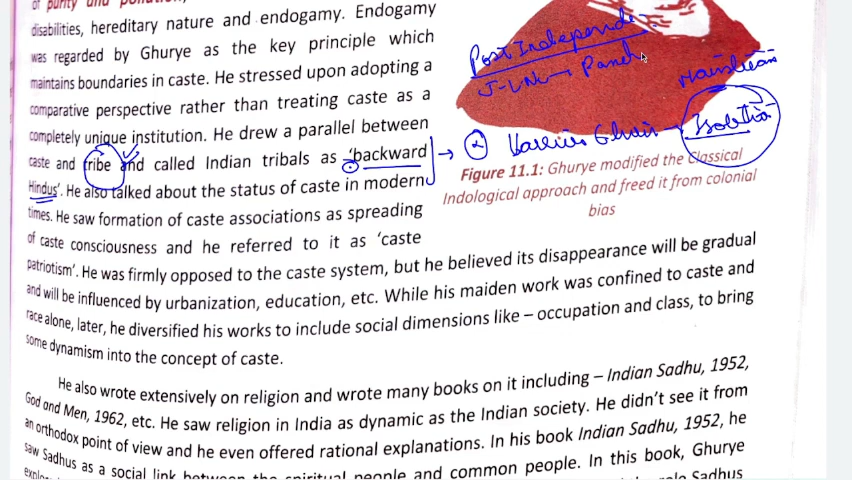 of purity and pollution,
disabilities, hereditary nature and endogamy. Endogamy
was regarded by Ghurye as the key principle which
maintains boundaries in caste. He stressed upon adopting a
comparative perspective rather than treating caste as a
completely unique institution. He drew a parallel between
caste and tribe and called Indian tribals as 'backward
Hindus'. He also talked about the status of caste in modern
times. He saw formation of caste associations as spreading
of caste consciousness and he referred to it as 'caste
patriotism'. He was firmly opposed to the caste system, but he believed its disappearance will be gradual
and will be influenced by urbanization, education, etc. While his maiden work was confined to caste and
race alone, later, he diversified his works to include social dimensions like – occupation and class, to bring
some dynamism into the concept of caste.
Post Independ
J-LN → Panch
Figure 11.1: Ghurye modified the Classical
Indological approach and freed it from colonial
bias
He also wrote extensively on religion and wrote many books on it including – Indian Sadhu, 1952,
God and Men, 1962, etc. He saw religion in India as dynamic as the Indian society. He didn't see it from
an orthodox point of view and he even offered rational explanations. In his book Indian Sadhu, 1952, he
saw Sadhus as a social link between the spiritual people and common people. In this book, Ghurye
Sadhus